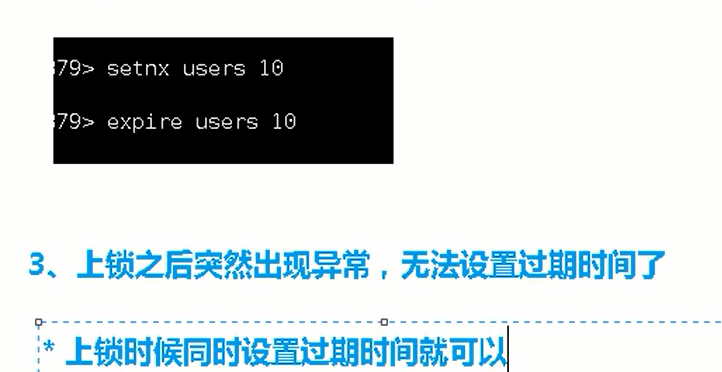 379> setnx users 10
379> expire users 10
3、上锁之后突然出现异常，无法设置过期时间了
* 上锁时候同时设置过期时间就可以